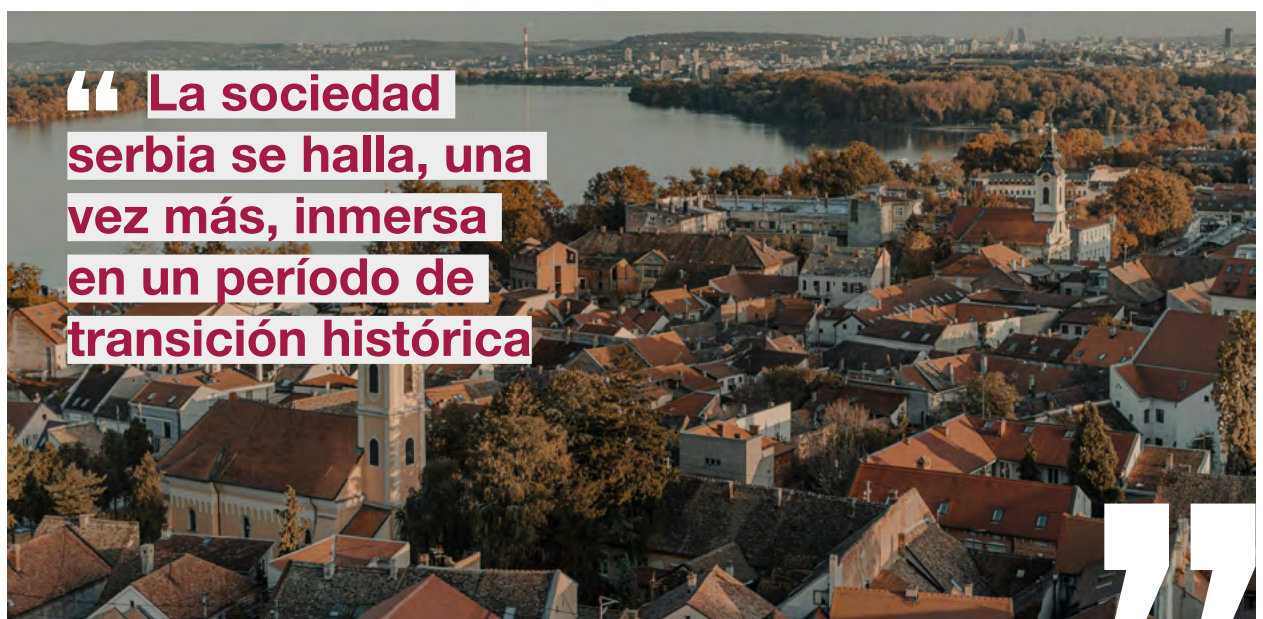 “ La sociedad
serbia se halla, una
vez más, inmersa
en un período de
transición histórica
”